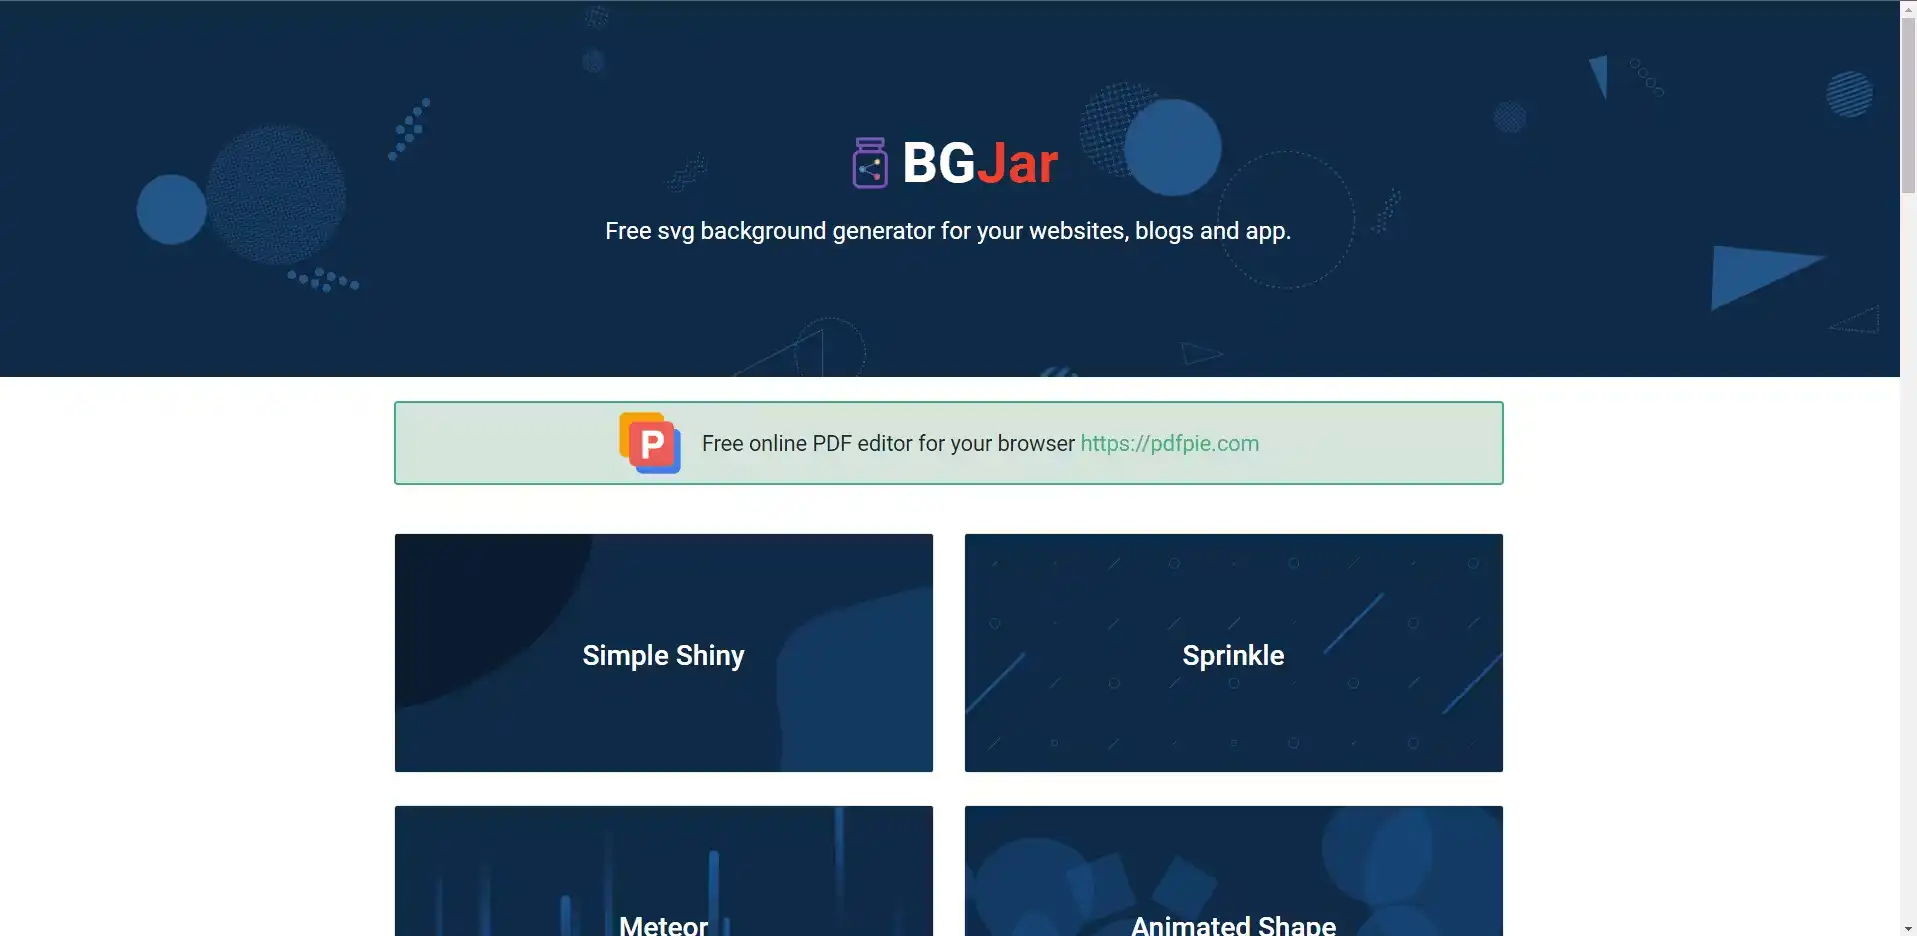 BGJar
Free svg background generator for your websites, blogs and app.
P
Free online PDF editor for your browser https://pdfpie.com
Simple Shiny
Sprinkle
Meteor
Animated Shape